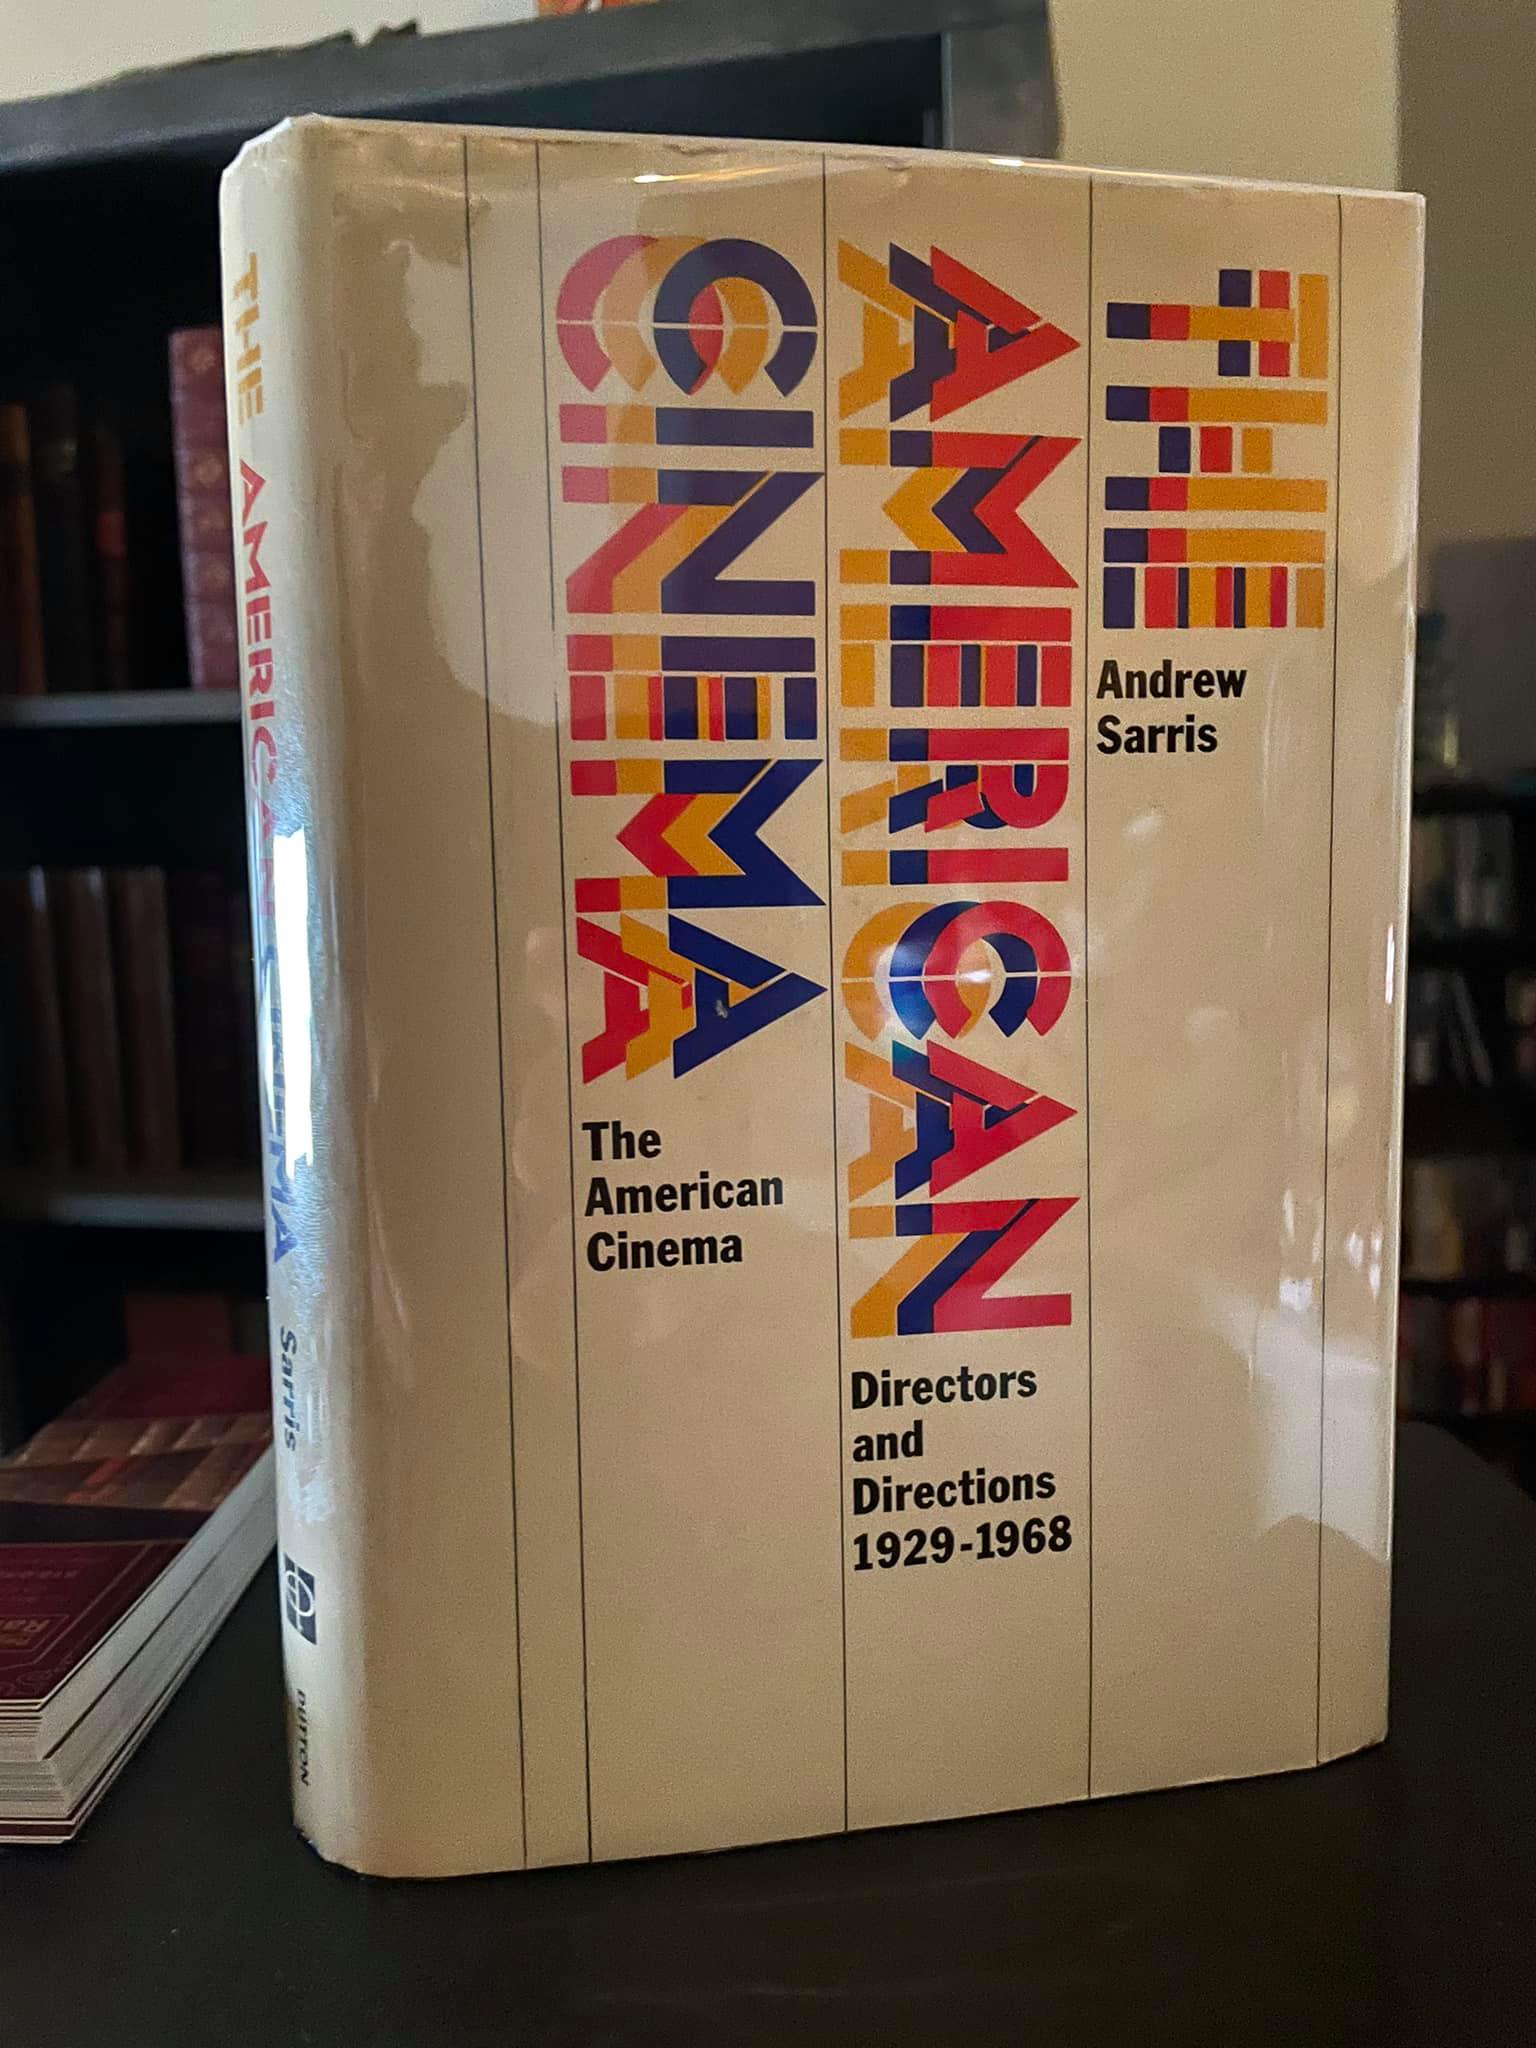 THE AMERICAN CINEMA Sarris
DUTTON
THE
AMERICAN
CINEMA
Andrew
Sarris
The
American
Cinema
Directors
and
Directions
1929-1968